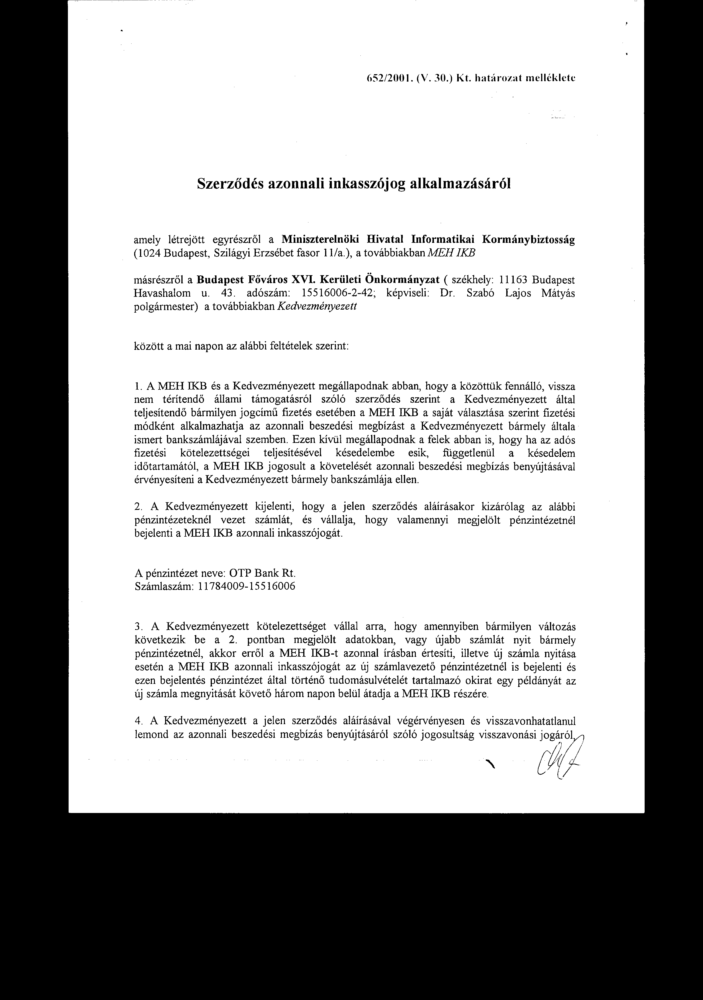 652/2001. (V. 30.) Kt. határozat melléklete
Szerződés azonnali inkasszójog alkalmazásáról
amely létrejött egyrészről a Miniszterelnöki Hivatal Informatikai Kormánybiztosság
(1024 Budapest, Szilágyi Erzsébet fasor 11/a.), a továbbiakban MEH IKB
másrészről a Budapest Főváros XVI. Kerületi Önkormányzat ( székhely: 11163 Budapest
Havashalom u. 43. adószám: 15516006-2-42; képviseli: Dr. Szabó Lajos Mátyás
polgármester) a továbbiakban Kedvezményezett
között a mai napon az alábbi feltételek szerint:
1. A MEH IKB és a Kedvezményezett megállapodnak abban, hogy a közöttük fennálló, vissza
nem térítendő állami támogatásról szóló szerződés szerint a Kedvezményezett által
teljesítendő bármilyen jogcímű fizetés esetében a MEH IKB a saját választása szerint fizetési
módként alkalmazhatja az azonnali beszedési megbízást a Kedvezményezett bármely általa
ismert bankszámlájával szemben. Ezen kívül megállapodnak a felek abban is, hogy ha az adós
fizetési kötelezettségei teljesítésével késedelembe esik, függetlenül a késedelem
időtartamától, a MEH IKB jogosult a követelését azonnali beszedési megbízás benyújtásával
érvényesíteni a Kedvezményezett bármely bankszámlája ellen.
2. A Kedvezményezett kijelenti, hogy a jelen szerződés aláírásakor kizárólag az alábbi
pénzintézeteknél vezet számlát, és vállalja, hogy valamennyi megjelölt pénzintézetnél
bejelenti a MEH IKB azonnali inkasszójogát.
A pénzintézet neve: OTP Bank Rt.
Számlaszám: 11784009-15516006
3. A Kedvezményezett kötelezettséget vállal arra, hogy amennyiben bármilyen változás
következik be a 2. pontban megjelölt adatokban, vagy újabb számlát nyit bármely
pénzintézetnél, akkor erről a MEH IKB-t azonnal írásban értesíti, illetve új számla nyitása
esetén a MEH IKB azonnali inkasszójogát az új számlavezető pénzintézetnél is bejelenti és
ezen bejelentés pénzintézet által történő tudomásulvételét tartalmazó okirat egy példányát az
új számla megnyitását követő három napon belül átadja a MEH IKB részére.
4. A Kedvezményezett a jelen szerződés aláírásával végérvényesen és visszavonhatatlanul
lemond az azonnali beszedési megbízás benyújtásáról szóló jogosultság visszavonási jogáról,